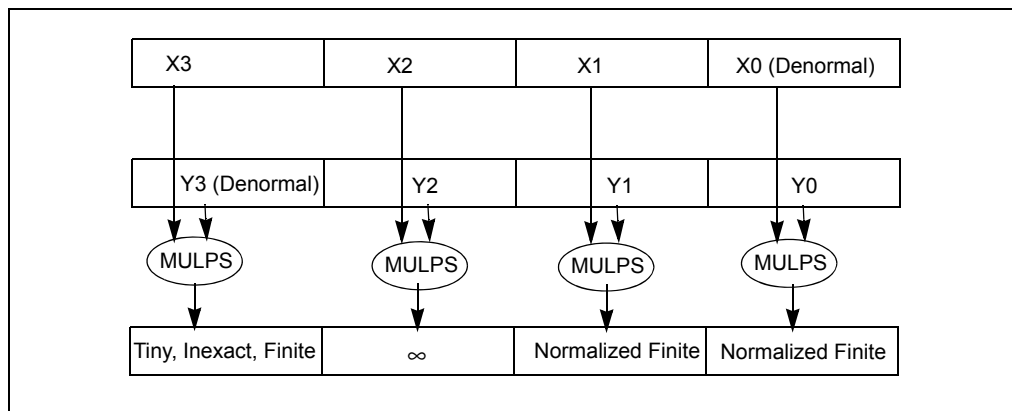 X3 X2 X1 X0 (Denormal)
Y3 (Denormal) Y2 Y1 Y0
MULPS MULPS MULPS MULPS
Tiny, Inexact, Finite ∞ Normalized Finite Normalized Finite